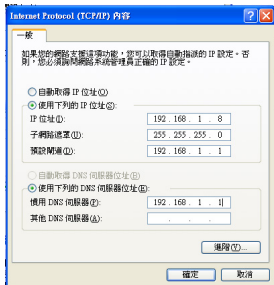 Internet Protocol (TCP/IP) 內容
一般
如果您的網路支援這項功能，您可以取得自動指派的 IP 設定。否
則，您必須詢問網路系統管理員正確的 IP 設定。
自動取得 IP 位址(O)
使用下列的 IP 位址(S):
IP 位址(I): 192 . 168 . 1 . 8
子網路遮罩(U): 255 . 255 . 255 . 0
預設閘道(D): 192 . 168 . 1 . 1
自動取得 DNS 伺服器位址(B)
使用下列的 DNS 伺服器位址(E):
慣用 DNS 伺服器(P): 192 . 168 . 1 . 1
其他 DNS 伺服器(A): . . .
進階(V)...
確定 取消